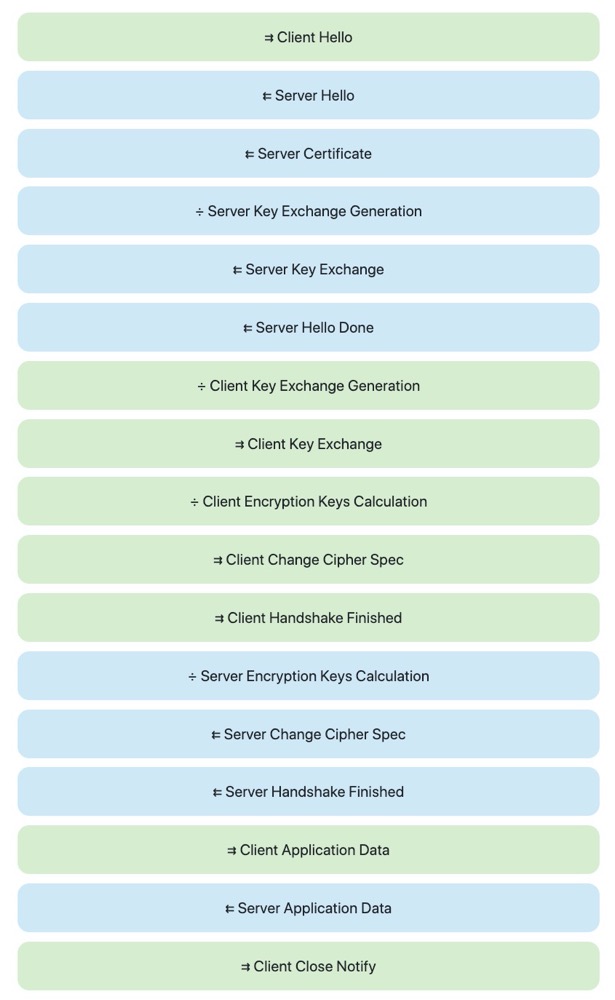 ⇉ Client Hello
⇇ Server Hello
⇇ Server Certificate
÷ Server Key Exchange Generation
⇇ Server Key Exchange
⇇ Server Hello Done
÷ Client Key Exchange Generation
⇉ Client Key Exchange
÷ Client Encryption Keys Calculation
⇉ Client Change Cipher Spec
⇉ Client Handshake Finished
÷ Server Encryption Keys Calculation
⇇ Server Change Cipher Spec
⇇ Server Handshake Finished
⇉ Client Application Data
⇇ Server Application Data
⇉ Client Close Notify